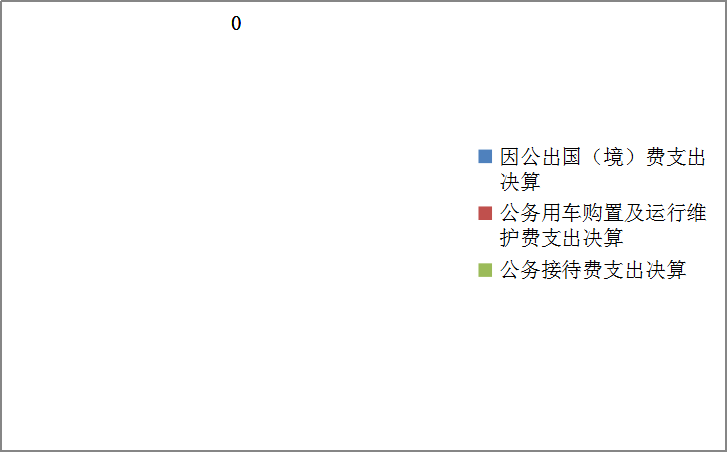 0
因公出国（境）费支出
决算
公务用车购置及运行维
护费支出决算
公务接待费支出决算